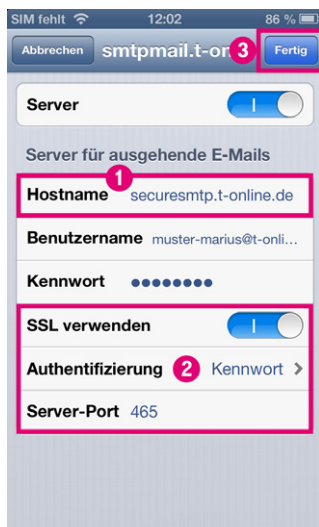 SIM fehlt 12:02 86 %
Abbrechen smtpmail.t-on 3 Fertig
Server
Server für ausgehende E-Mails
1
Hostname securesmtp.t-online.de
Benutzername muster-marius@t-onli...
Kennwort
SSL verwenden
Authentifizierung 2 Kennwort >
Server-Port 465